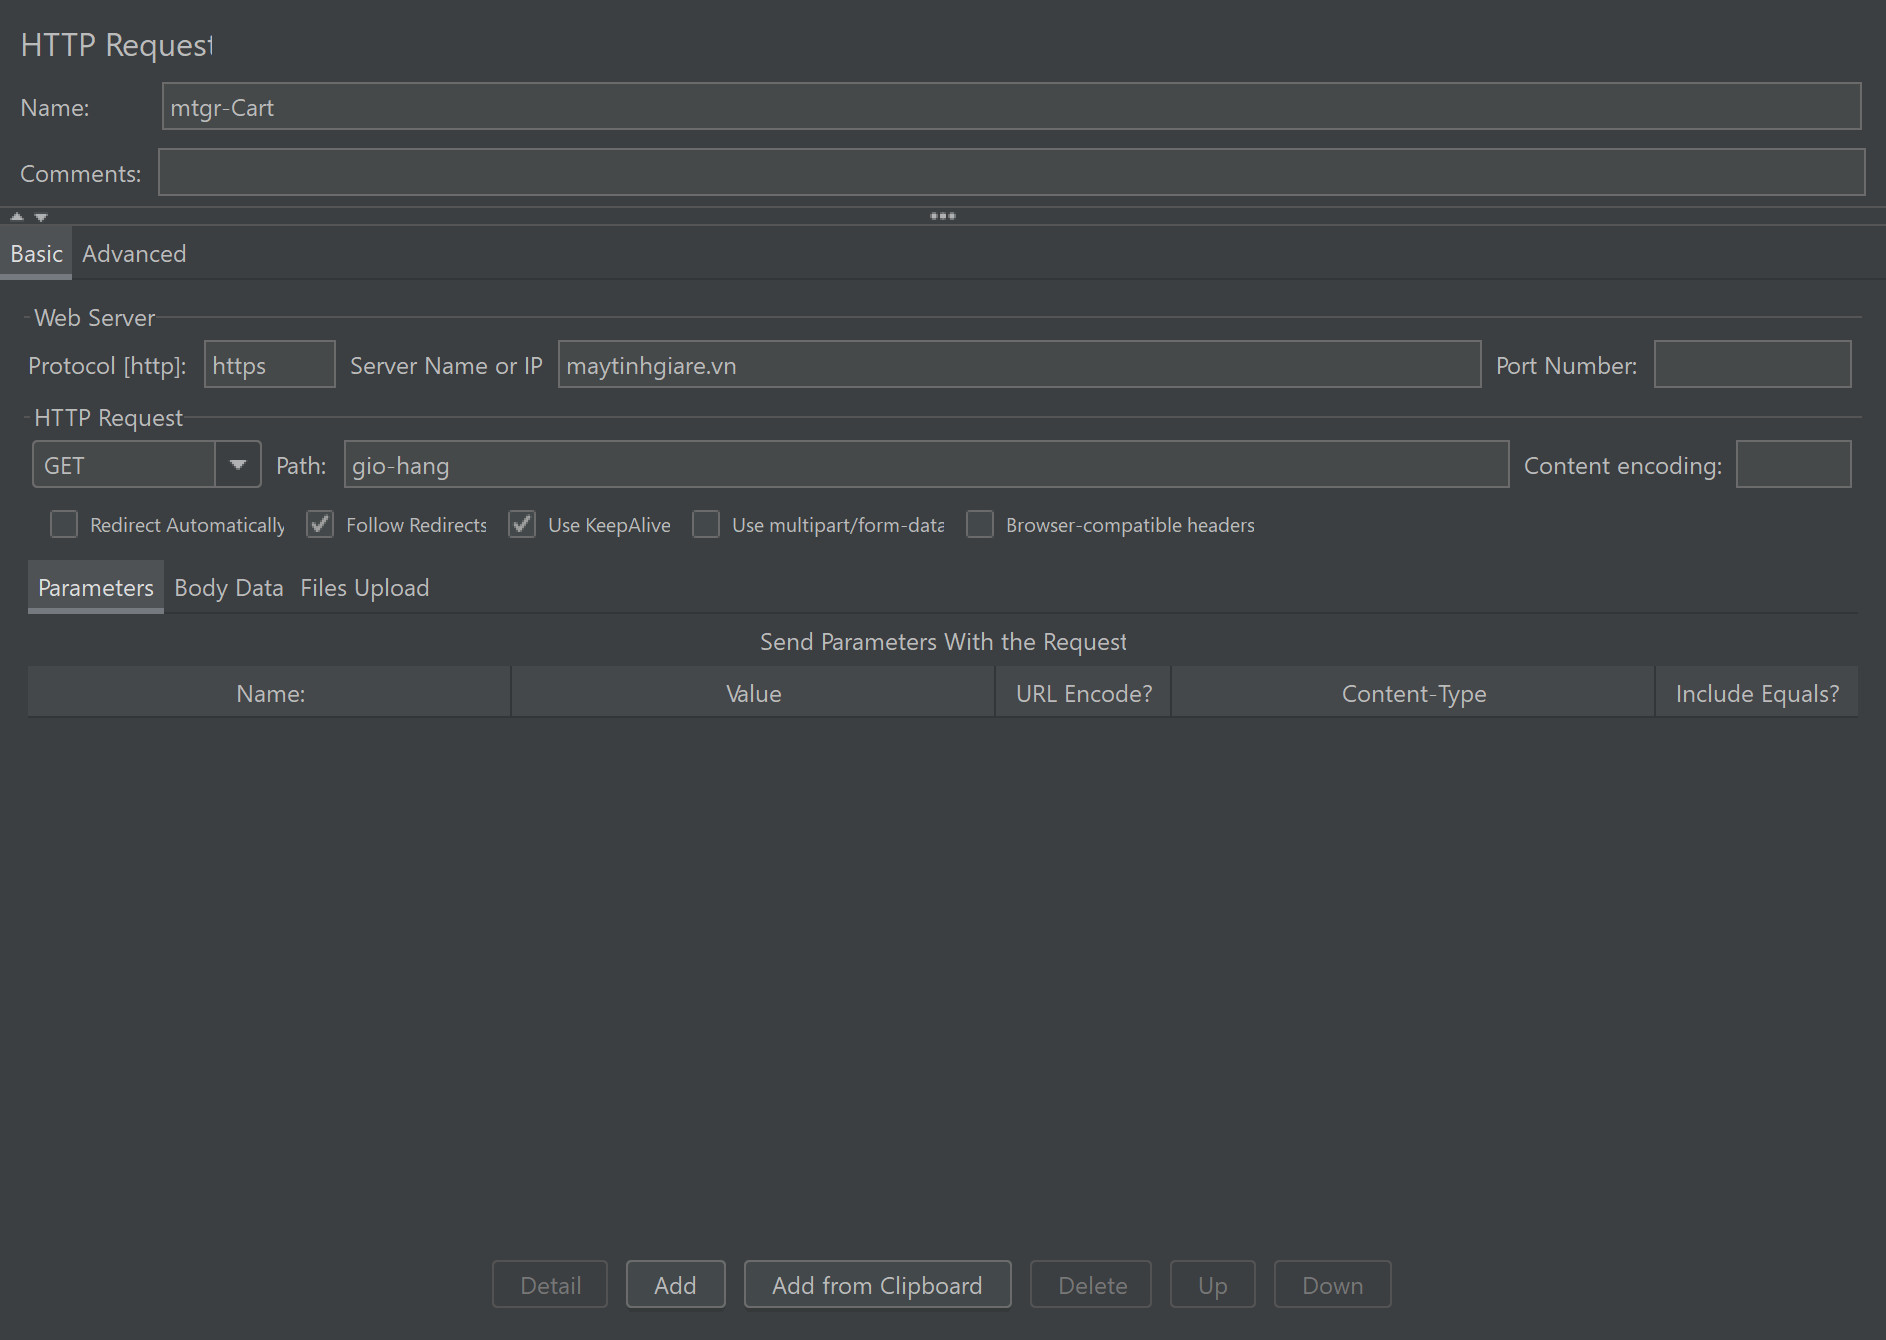 HTTP Request
Name: mtgr-Cart
Comments:
Basic Advanced
Web Server
Protocol [http]: https Server Name or IP maytinhgiare.vn Port Number:
HTTP Request
GET Path: gio-hang Content encoding:
Redirect Automatically Follow Redirects Use KeepAlive Use multipart/form-data Browser-compatible headers
Parameters Body Data Files Upload
Send Parameters With the Request
Name: Value URL Encode? Content-Type Include Equals?
Detail Add Add from Clipboard Delete Up Down